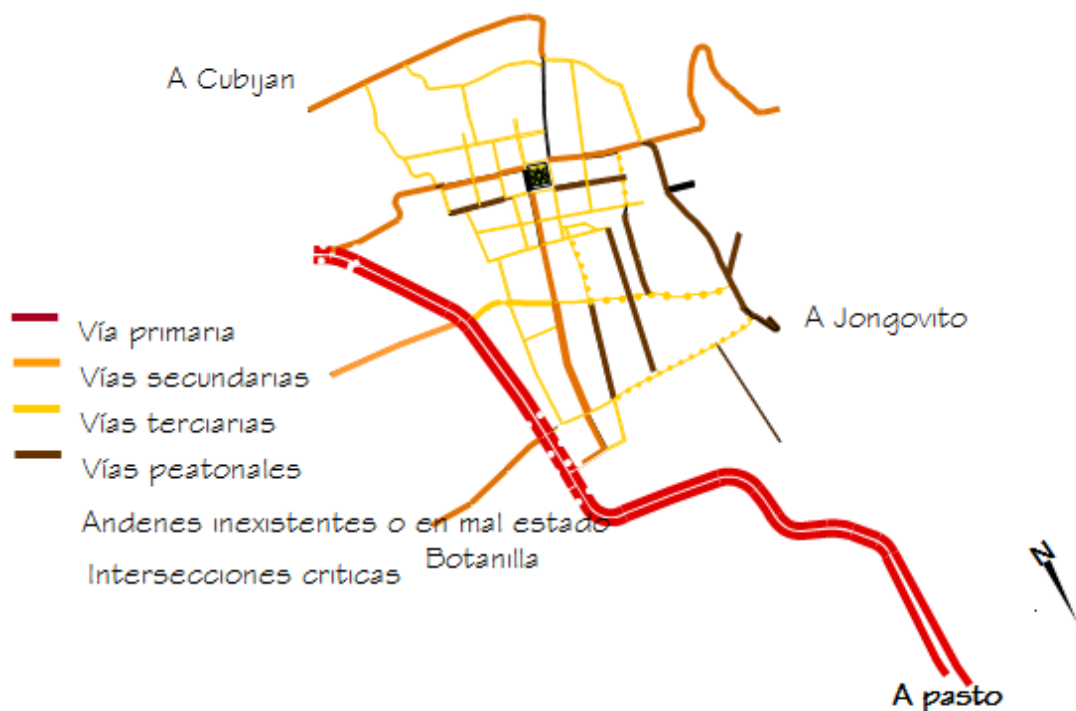 A Cubijan
A Jongovito
Vía primaria
Vías secundarias
Vías terciarias
Vías peatonales
Andenes inexistentes o en mal estado
Botanilla
Intersecciones criticas
N
A pasto